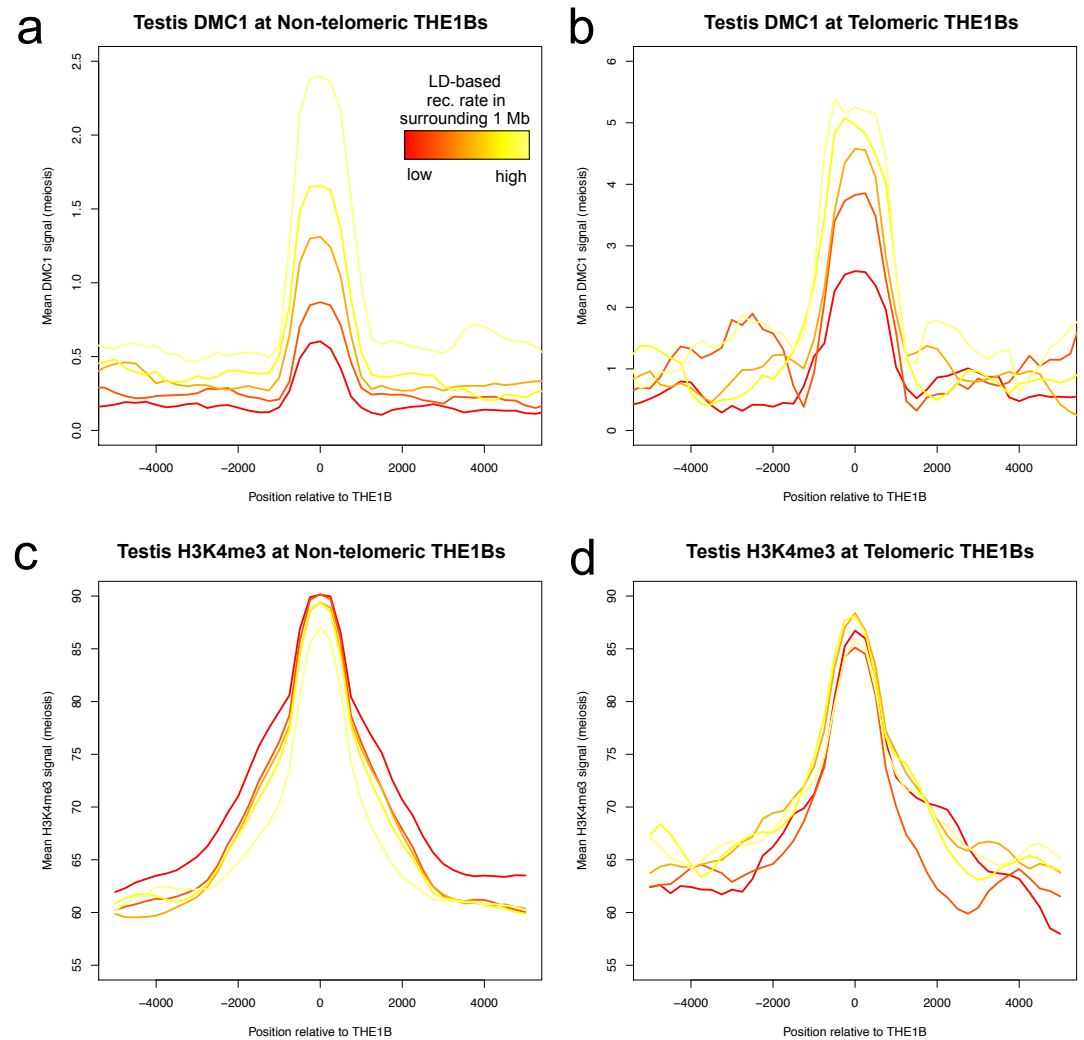 a
Testis DMC1 at Non-telomeric THE1Bs
Mean DMC1 signal (meiosis)
2.5
2.0
1.5
1.0
0.5
0.0
LD-based
rec. rate in
surrounding 1 Mb
low
high
−4000
−2000
0
2000
4000
Position relative to THE1B
b
Testis DMC1 at Telomeric THE1Bs
Mean DMC1 signal (meiosis)
6
5
4
3
2
1
0
−4000
−2000
0
2000
4000
Position relative to THE1B
c
Testis H3K4me3 at Non-telomeric THE1Bs
Mean H3K4me3 signal (meiosis)
90
85
80
75
70
65
60
55
−4000
−2000
0
2000
4000
Position relative to THE1B
d
Testis H3K4me3 at Telomeric THE1Bs
Mean H3K4me3 signal (meiosis)
90
85
80
75
70
65
60
55
−4000
−2000
0
2000
4000
Position relative to THE1B